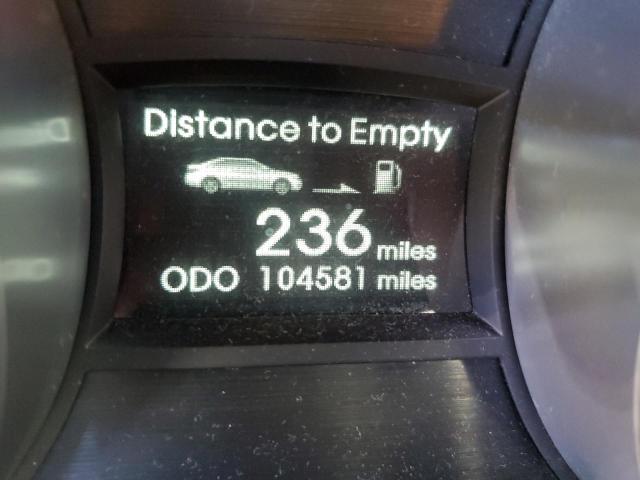 Distance to Empty
236 miles
ODO 104581 miles